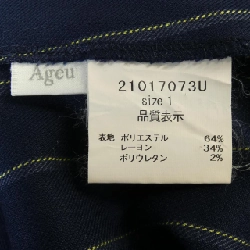 Ageu
21017073U
size 1
品質表示
表地 ポリエステル 64%
レーヨン 34%
ポリウレタン 2%